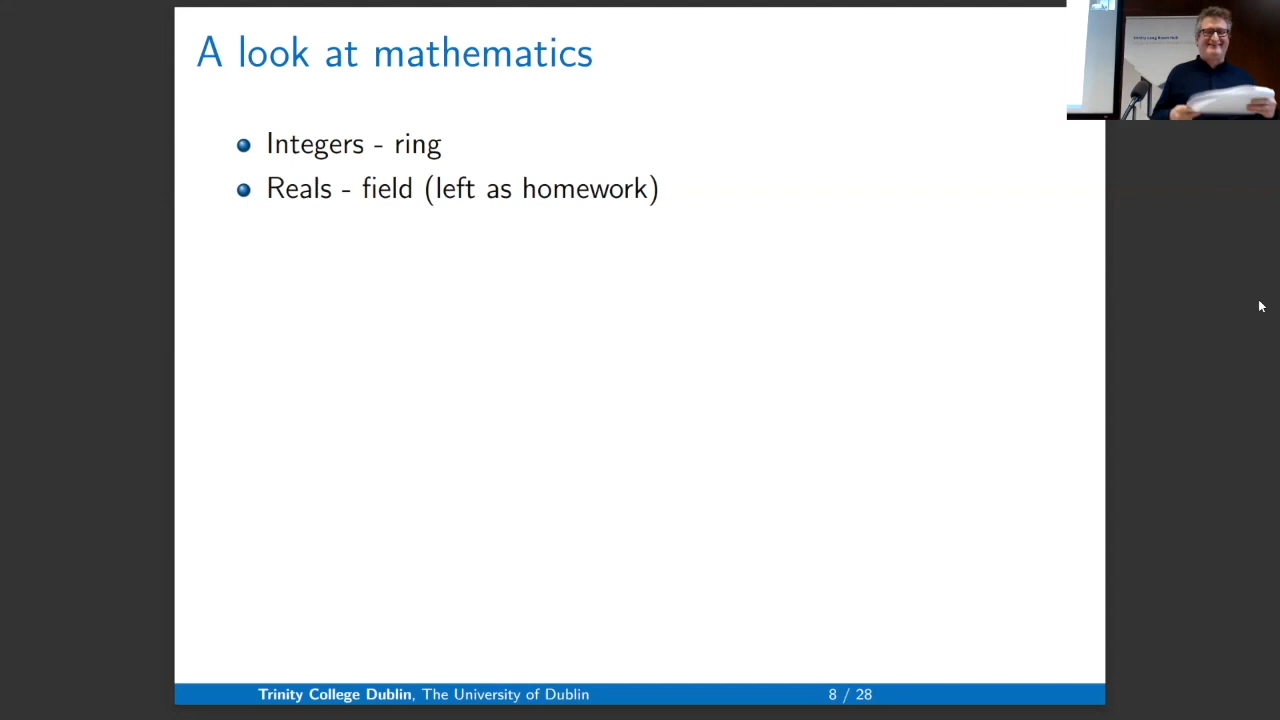 A look at mathematics
Integers - ring
Reals - field (left as homework)
Trinity College Dublin, The University of Dublin
8 / 28